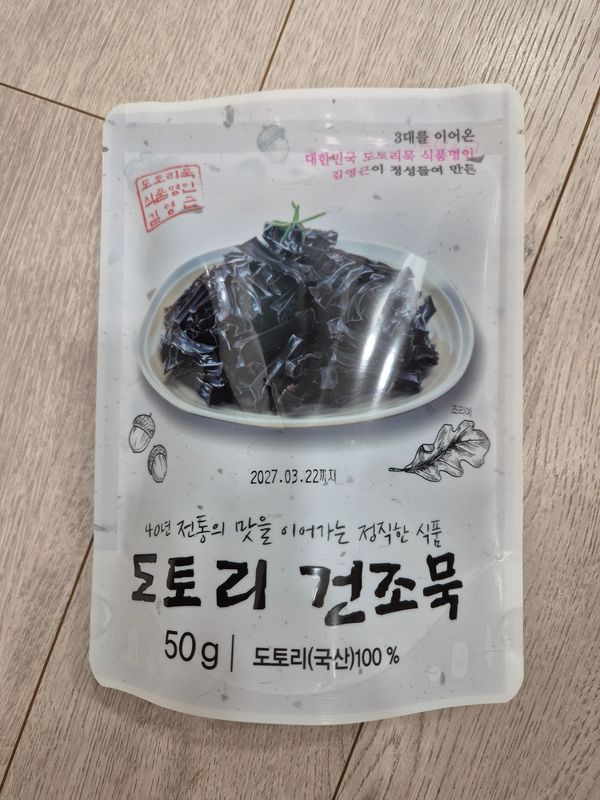 3대를 이어온
대한민국 도토리묵 식품명인
김영근이 정성들여 만든
도토리묵
식품명인
김영근
조리예
2027.03.22까지
40년 전통의 맛을 이어가는 정직한 식품
도토리 건조묵
50g | 도토리(국산)100 %